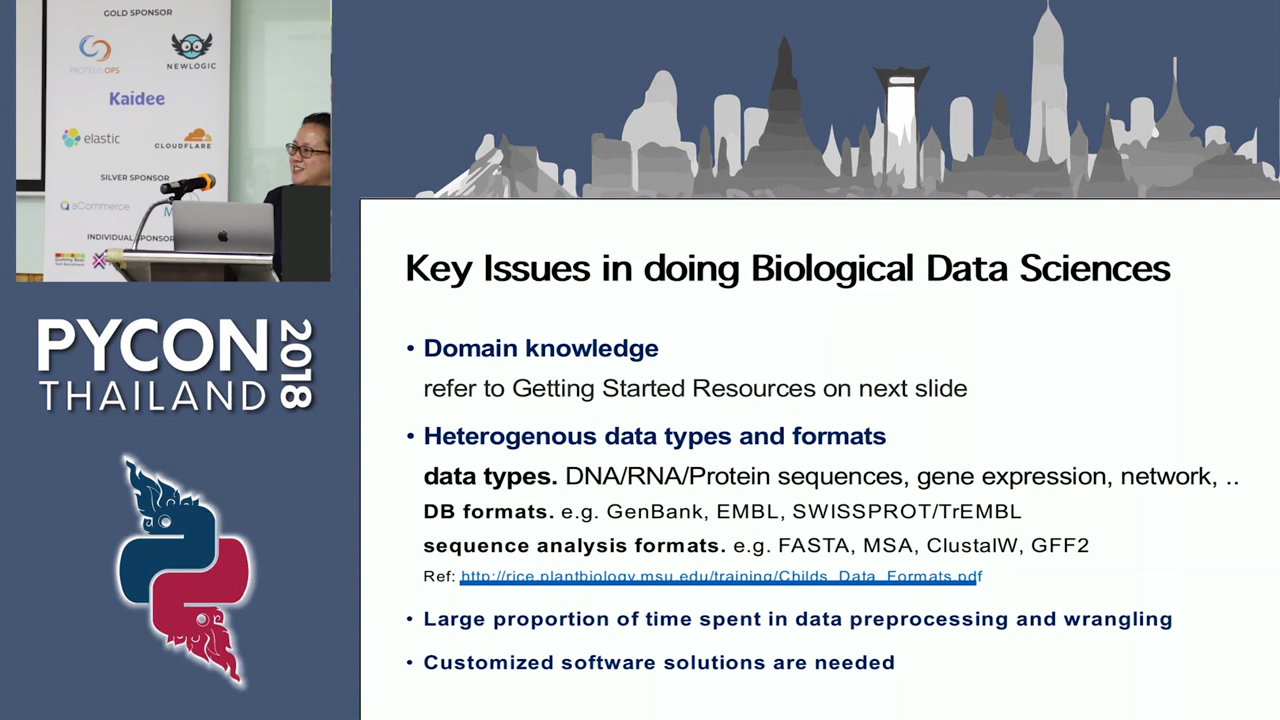 GOLD SPONSOR
PROTEUS OPS
NEWLOGIC
Kaidee
elastic
CLOUDFLARE
SILVER SPONSOR
aCommerce
INDIVIDUAL SPONSOR
PYCON
THAILAND
2018
Key Issues in doing Biological Data Sciences
• Domain knowledge
refer to Getting Started Resources on next slide
• Heterogenous data types and formats
data types. DNA/RNA/Protein sequences, gene expression, network, ..
DB formats. e.g. GenBank, EMBL, SWISSPROT/TrEMBL
sequence analysis formats. e.g. FASTA, MSA, ClustalW, GFF2
Ref: http://rice.plantbiology.msu.edu/training/Childs_Data_Formats.pdf
• Large proportion of time spent in data preprocessing and wrangling
• Customized software solutions are needed